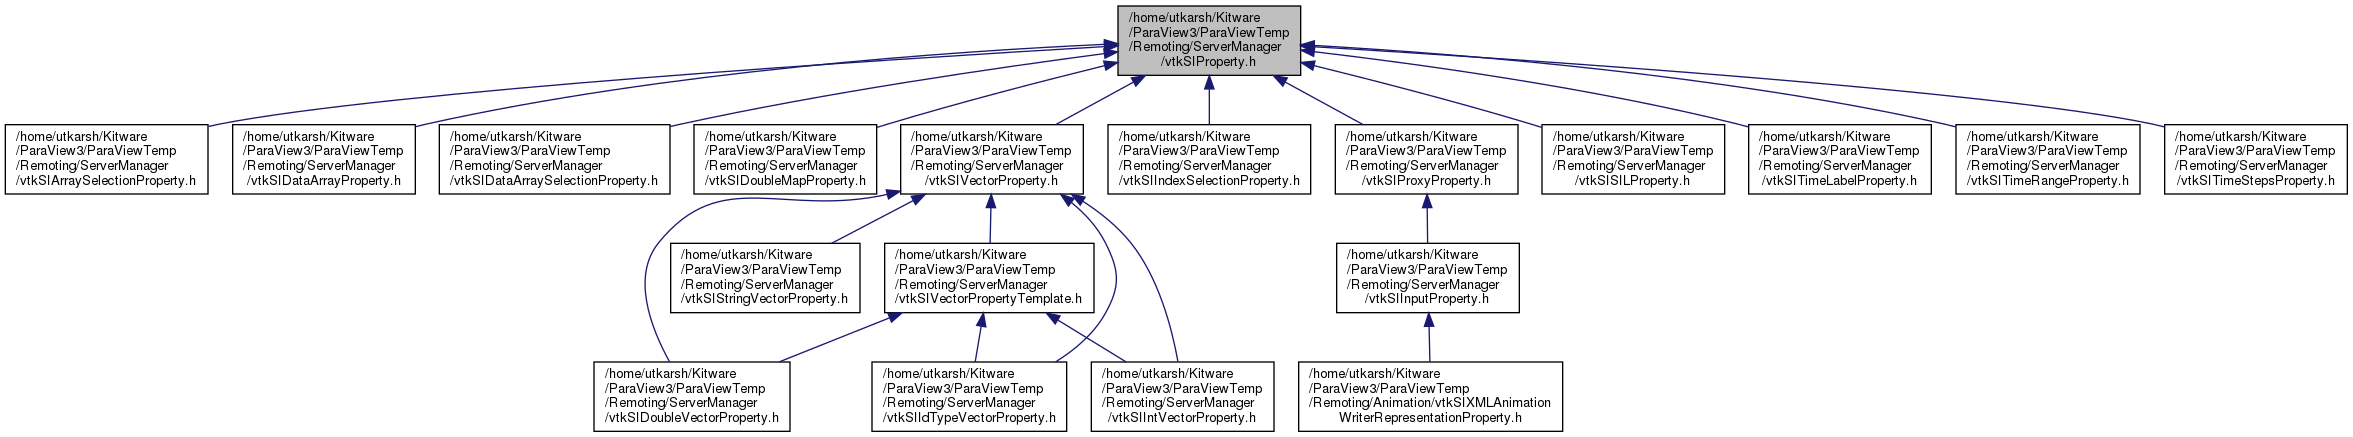 /home/utkarsh/Kitware
/ParaView3/ParaViewTemp
/Remoting/ServerManager
/vtkSIProperty.h
/home/utkarsh/Kitware
/ParaView3/ParaViewTemp
/Remoting/ServerManager
/vtkSIArraySelectionProperty.h
/home/utkarsh/Kitware
/ParaView3/ParaViewTemp
/Remoting/ServerManager
/vtkSIDataArrayProperty.h
/home/utkarsh/Kitware
/ParaView3/ParaViewTemp
/Remoting/ServerManager
/vtkSIDataArraySelectionProperty.h
/home/utkarsh/Kitware
/ParaView3/ParaViewTemp
/Remoting/ServerManager
/vtkSIDoubleMapProperty.h
/home/utkarsh/Kitware
/ParaView3/ParaViewTemp
/Remoting/ServerManager
/vtkSIVectorProperty.h
/home/utkarsh/Kitware
/ParaView3/ParaViewTemp
/Remoting/ServerManager
/vtkSIIndexSelectionProperty.h
/home/utkarsh/Kitware
/ParaView3/ParaViewTemp
/Remoting/ServerManager
/vtkSIProxyProperty.h
/home/utkarsh/Kitware
/ParaView3/ParaViewTemp
/Remoting/ServerManager
/vtkSISILProperty.h
/home/utkarsh/Kitware
/ParaView3/ParaViewTemp
/Remoting/ServerManager
/vtkSITimeLabelProperty.h
/home/utkarsh/Kitware
/ParaView3/ParaViewTemp
/Remoting/ServerManager
/vtkSITimeRangeProperty.h
/home/utkarsh/Kitware
/ParaView3/ParaViewTemp
/Remoting/ServerManager
/vtkSITimeStepsProperty.h
/home/utkarsh/Kitware
/ParaView3/ParaViewTemp
/Remoting/ServerManager
/vtkSIStringVectorProperty.h
/home/utkarsh/Kitware
/ParaView3/ParaViewTemp
/Remoting/ServerManager
/vtkSIVectorPropertyTemplate.h
/home/utkarsh/Kitware
/ParaView3/ParaViewTemp
/Remoting/ServerManager
/vtkSIInputProperty.h
/home/utkarsh/Kitware
/ParaView3/ParaViewTemp
/Remoting/ServerManager
/vtkSIDoubleVectorProperty.h
/home/utkarsh/Kitware
/ParaView3/ParaViewTemp
/Remoting/ServerManager
/vtkSIIdTypeVectorProperty.h
/home/utkarsh/Kitware
/ParaView3/ParaViewTemp
/Remoting/ServerManager
/vtkSIIntVectorProperty.h
/home/utkarsh/Kitware
/ParaView3/ParaViewTemp
/Remoting/Animation/vtkSIXMLAnimation
WriterRepresentationProperty.h